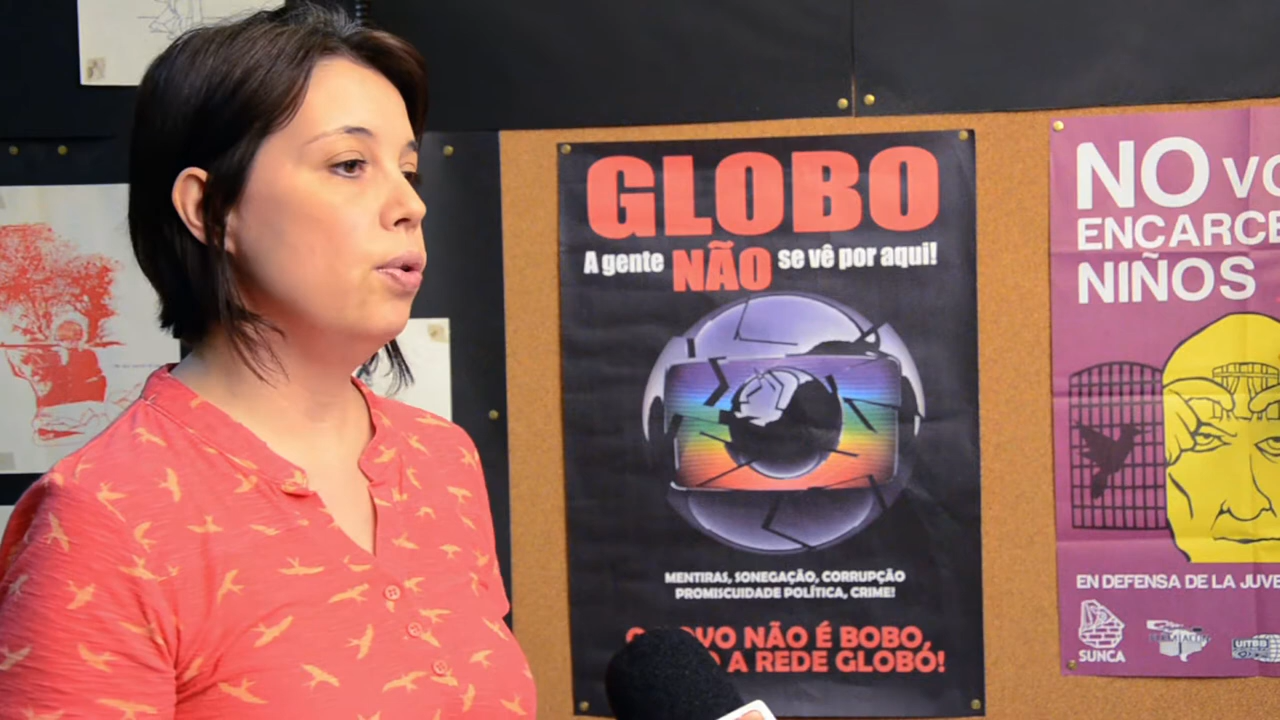 GLOBO
A gente NÃO se vê por aqui!
MENTIRAS, SONEGAÇÃO, CORRUPÇÃO
PROMISCUIDADE POLÍTICA, CRIME!
NÃO É BOBO,
A REDE GLOBO!
NO
ENCARCE
NIÑOS
EN DEFENSA DE LA JUVE
SUNCA